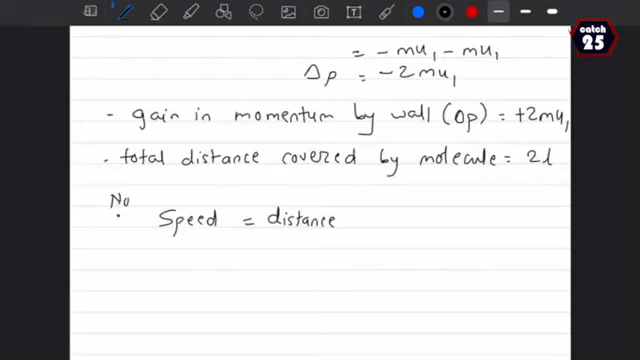 catch
25
= - mu₁ - mu₁
Δp = -2mu₁
- gain in momentum by wall (Δp) = +2mu₁
- total distance covered by molecule = 2l
No
Speed = distance